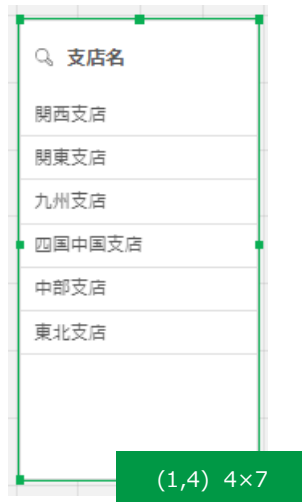 支店名
関西支店
関東支店
九州支店
四国中国支店
中部支店
東北支店
(1,4) 4×7